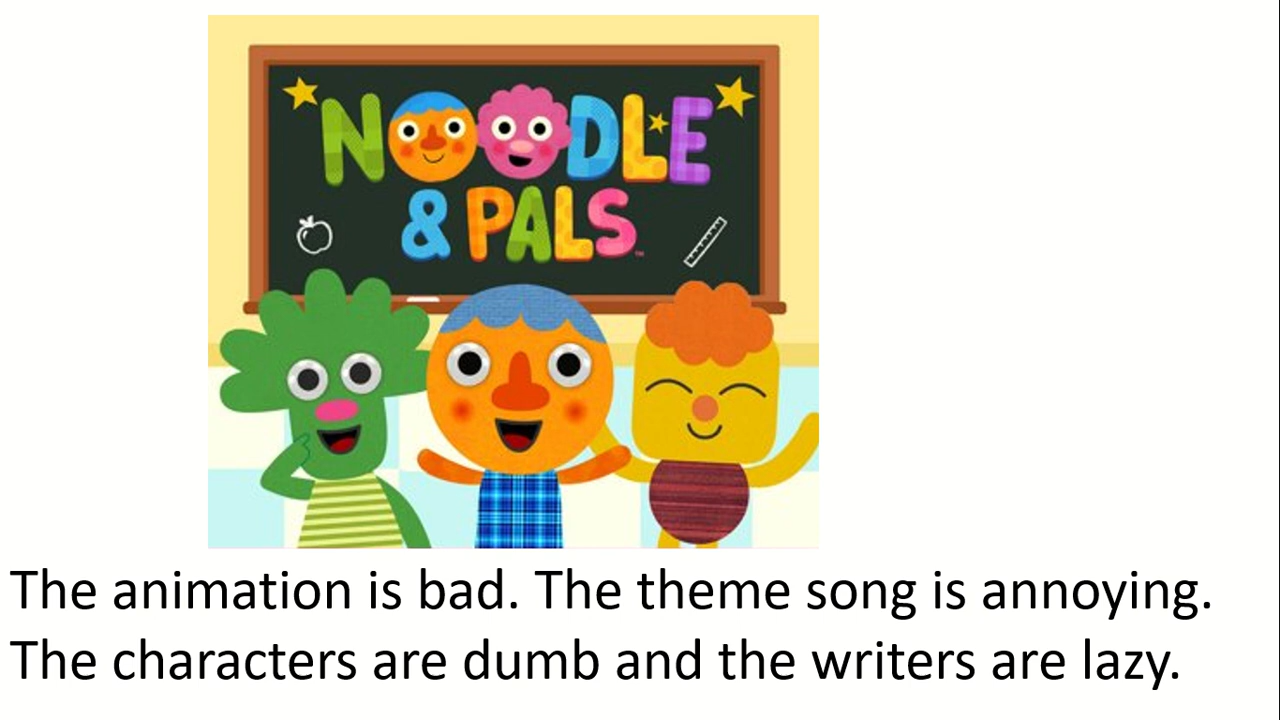 NOODLE
& PALS™
The animation is bad. The theme song is annoying.
The characters are dumb and the writers are lazy.